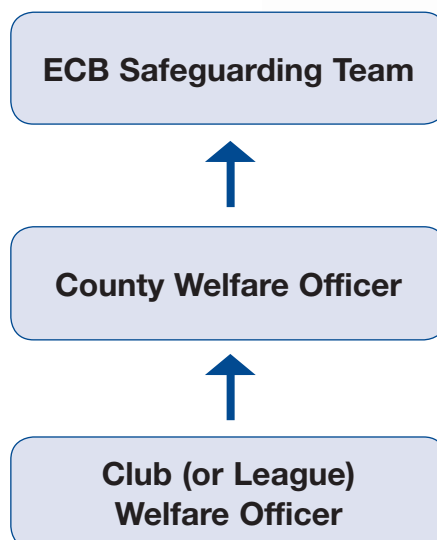 ECB Safeguarding Team
County Welfare Officer
Club (or League)
Welfare Officer